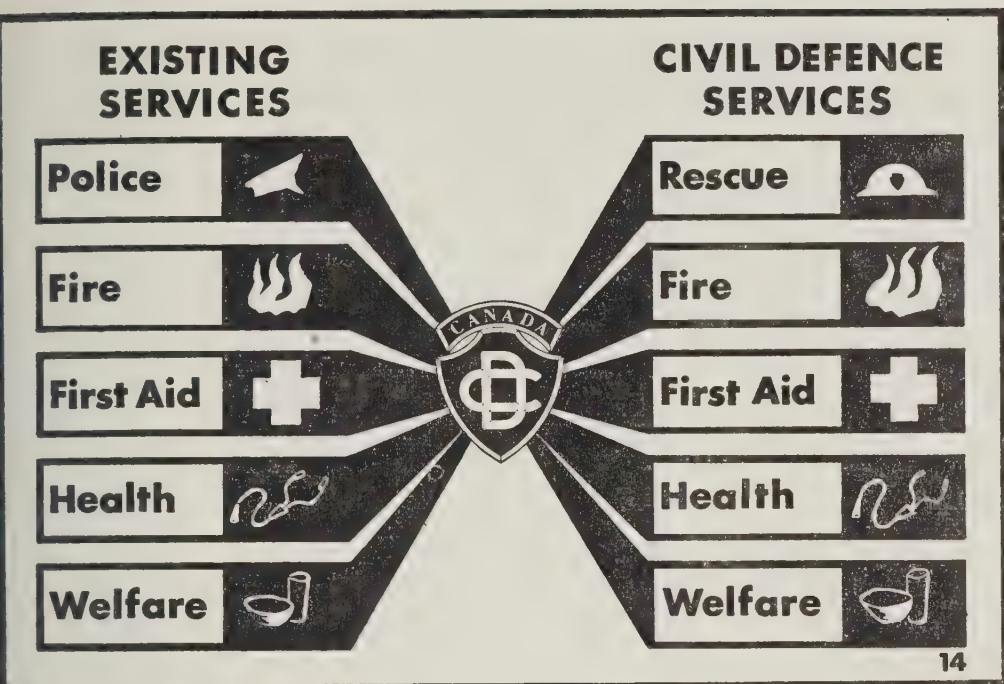 EXISTING
SERVICES
Police
Fire
First Aid
Health
Welfare
CANADA
CD
CIVIL DEFENCE
SERVICES
Rescue
Fire
First Aid
Health
Welfare
14